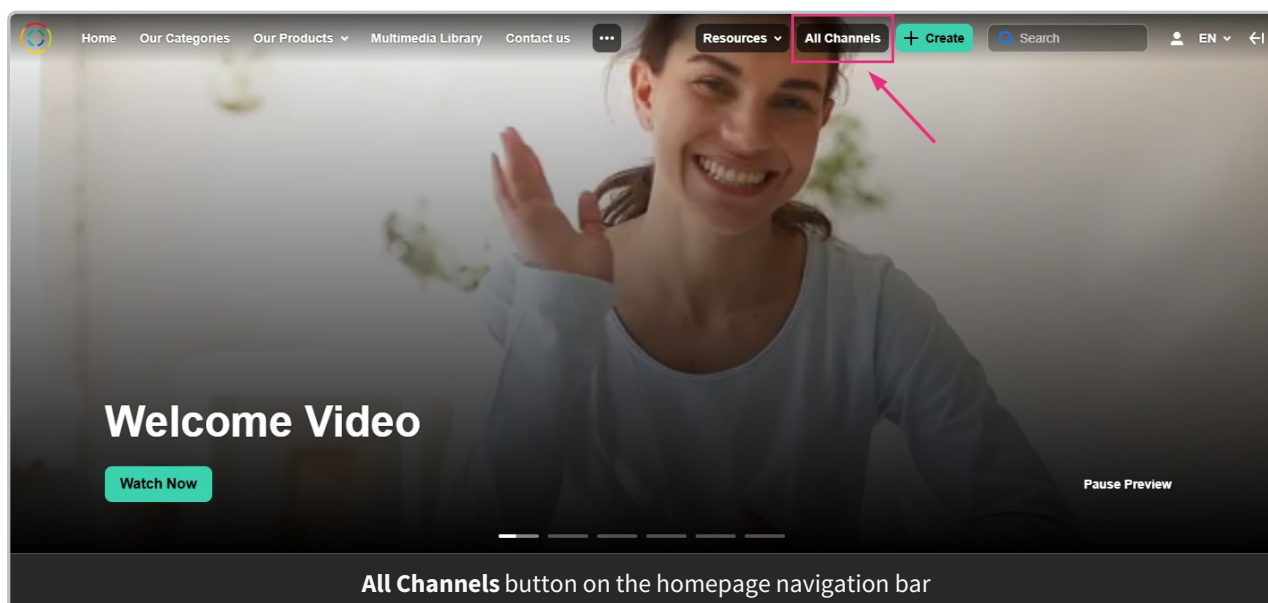 Home Our Categories Our Products Multimedia Library Contact us ••• Resources All Channels + Create Search EN
Welcome Video
Watch Now
Pause Preview
All Channels button on the homepage navigation bar